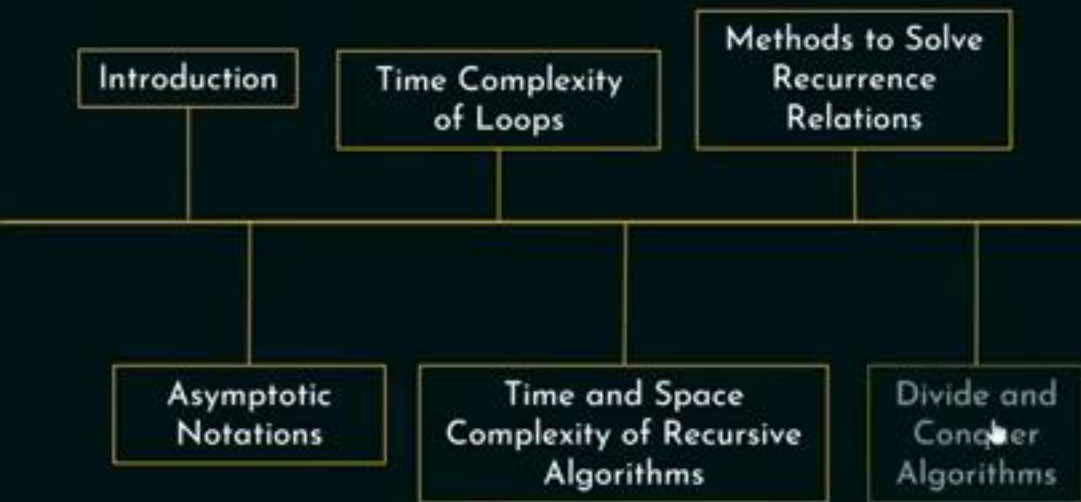 Introduction
Time Complexity
of Loops
Methods to Solve
Recurrence
Relations
Asymptotic
Notations
Time and Space
Complexity of Recursive
Algorithms
Divide and
Conquer
Algorithms